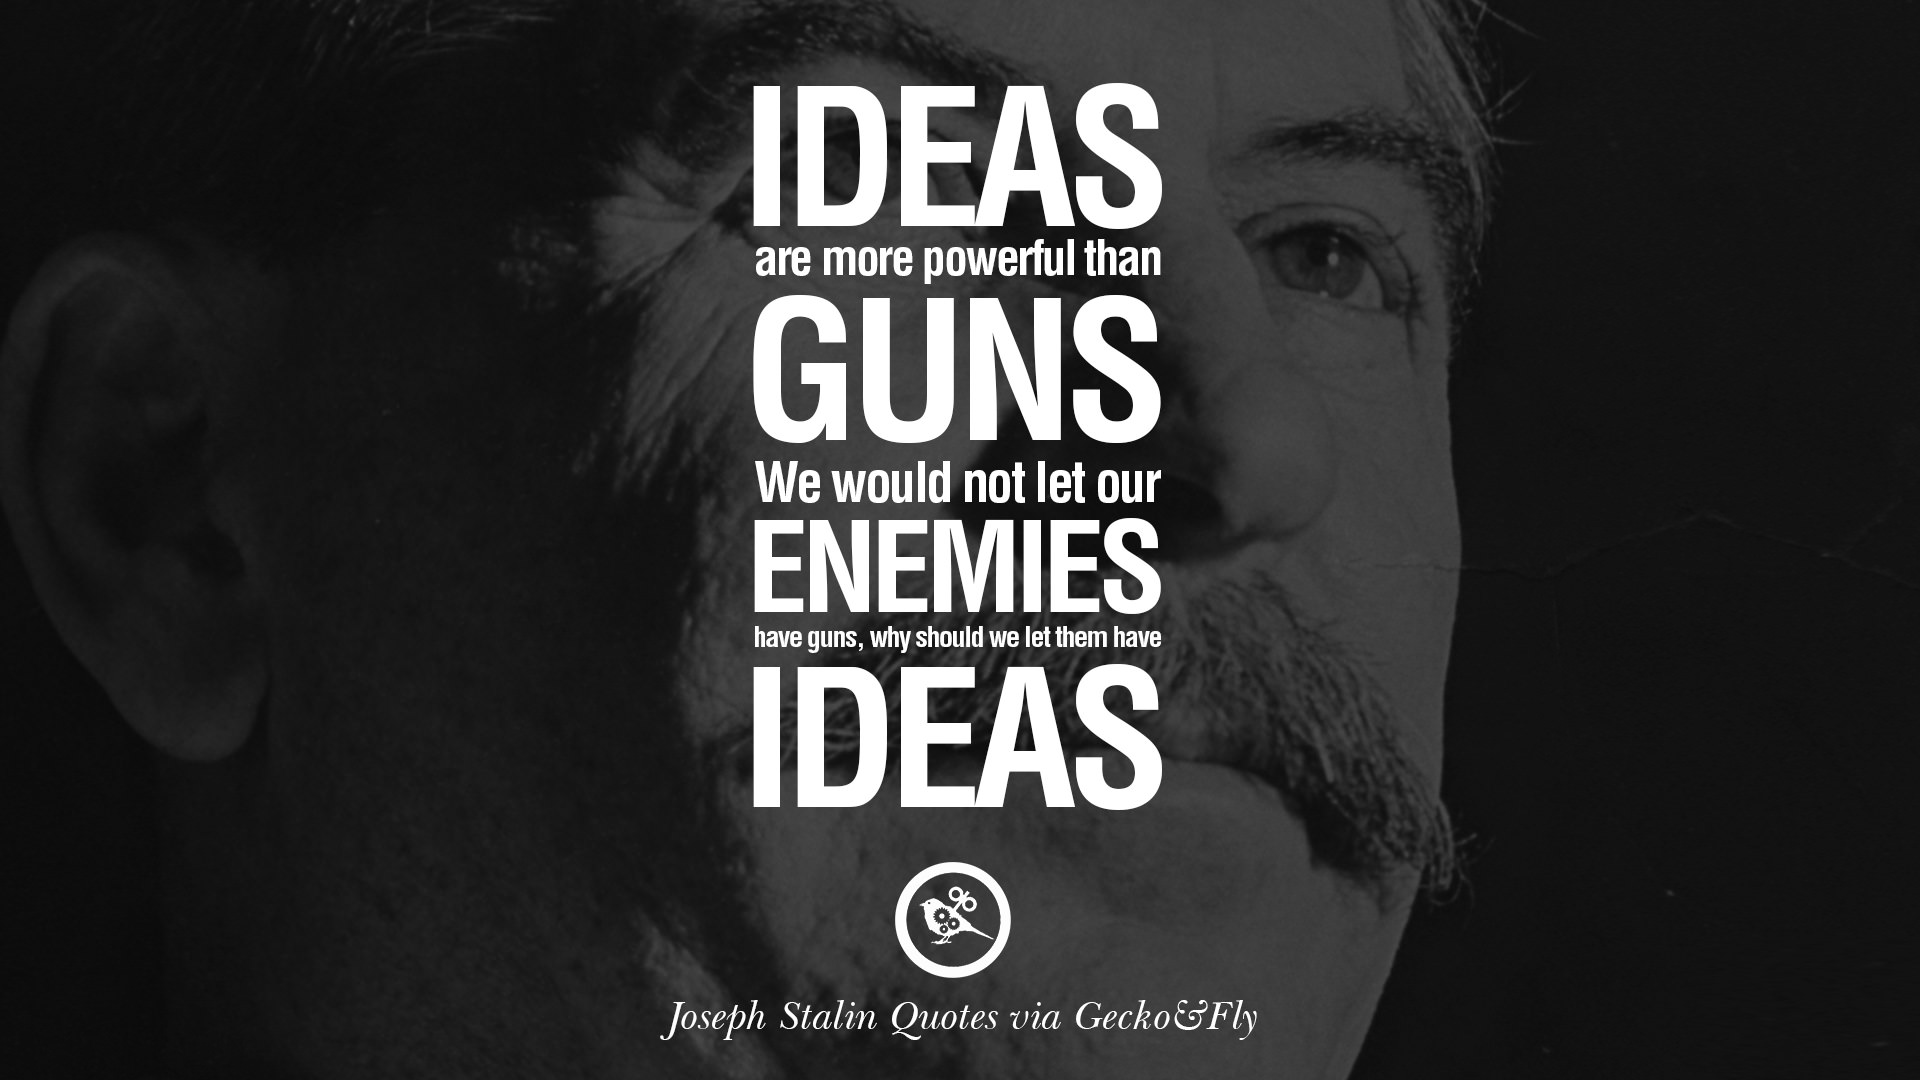 IDEAS
are more powerful than
GUNS
We would not let our
ENEMIES
have guns, why should we let them have
IDEAS
Joseph Stalin Quotes via Gecko&Fly